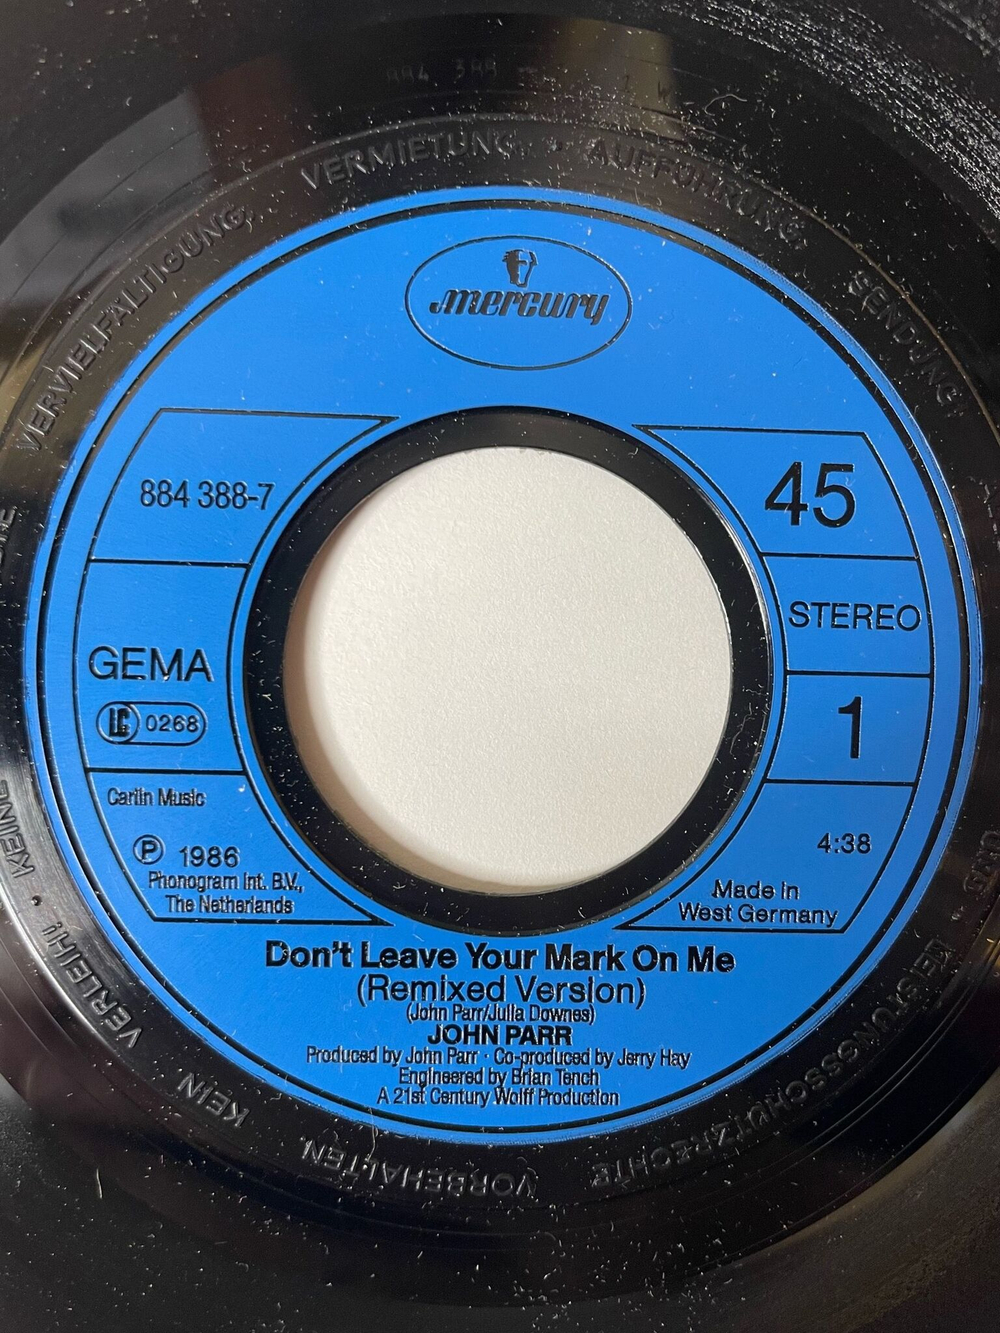 884 388
VERVIELFÄLTIGUNG, VERMIETUNG, AUFFÜHRUNG, SENDUNG!
mercury
884 388-7
45
STEREO
GEMA
LC 0268
1
Carlin Music
4:38
℗ 1986
Phonogram Int. B.V.,
The Netherlands
Made in
West Germany
Don't Leave Your Mark On Me
(Remixed Version)
(John Parr/Julia Downes)
JOHN PARR
Produced by John Parr · Co-produced by Jerry Hay
Engineered by Brian Tench
A 21st Century Wolff Production
LEISTUNGSSCHUTZRECHTE VORBEHALTEN. KEIN VERLEIH! · KEINE